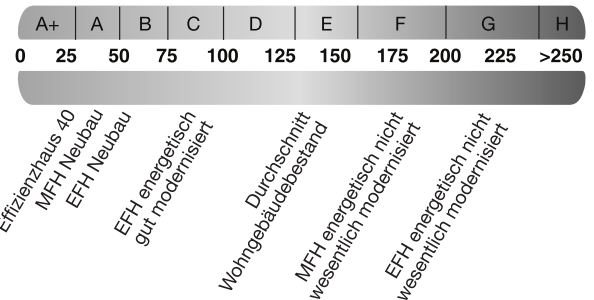 A+ A B C D E F G H
0 25 50 75 100 125 150 175 200 225 >250
Effizienzhaus 40
MFH Neubau
EFH Neubau
EFH energetisch
gut modernisiert
Durchschnitt
Wohngebäudebestand
MFH energetisch nicht
wesentlich modernisiert
EFH energetisch nicht
wesentlich modernisiert